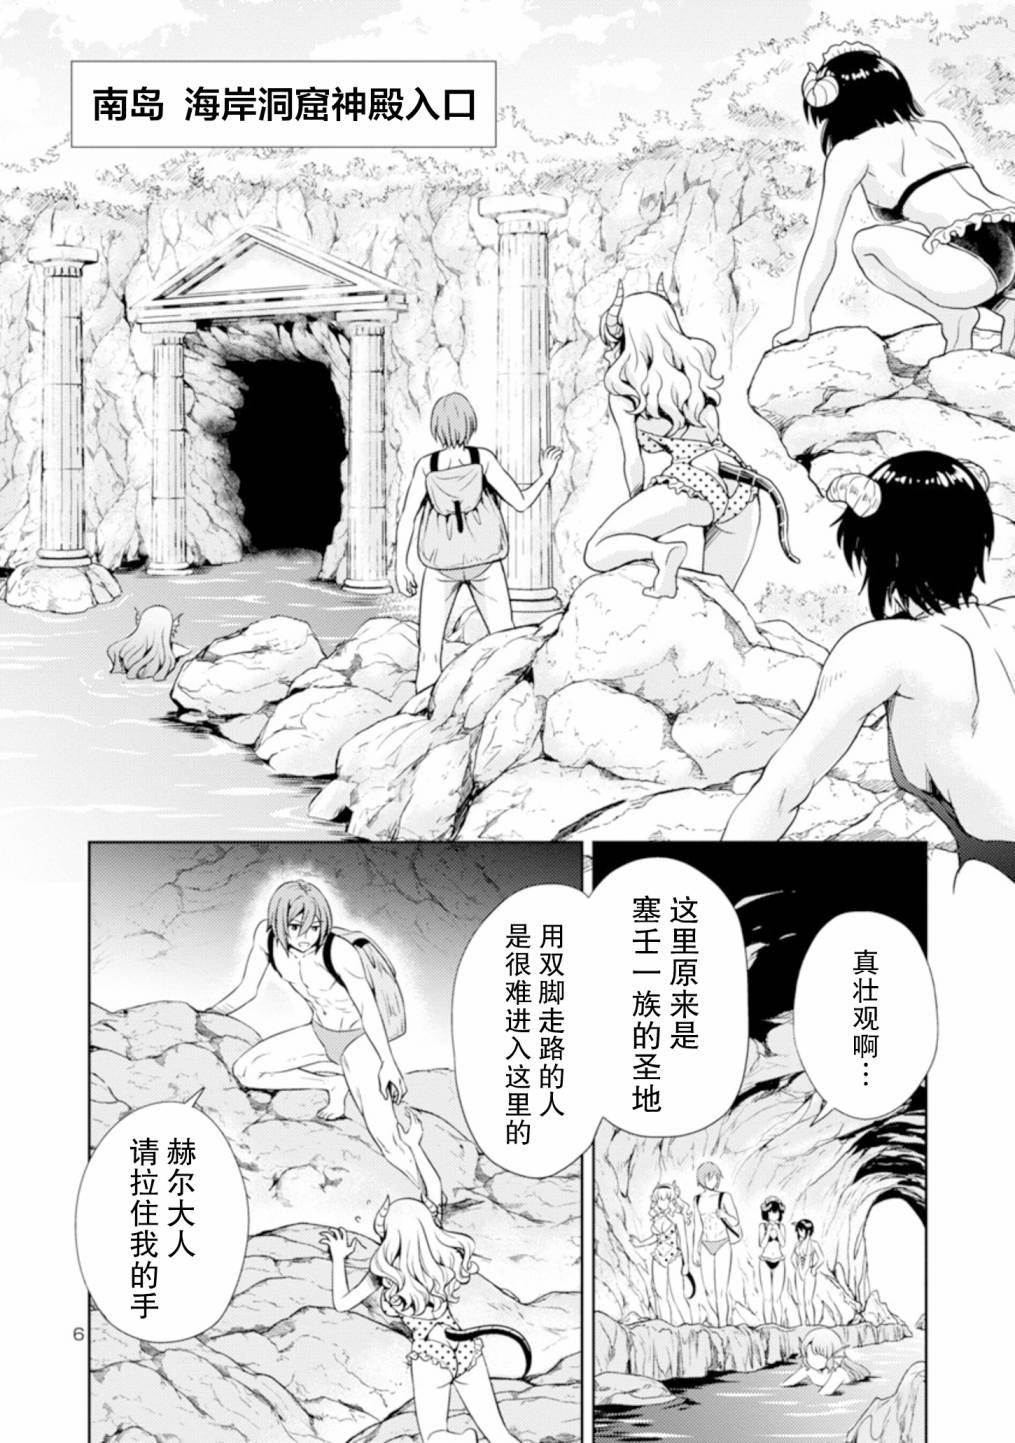 南岛 海岸洞窟神殿入口
真壮观啊…
这里原来是
塞壬一族的圣地
用双脚走路的人
是很难进入这里的
赫尔大人
请拉住我的手
6